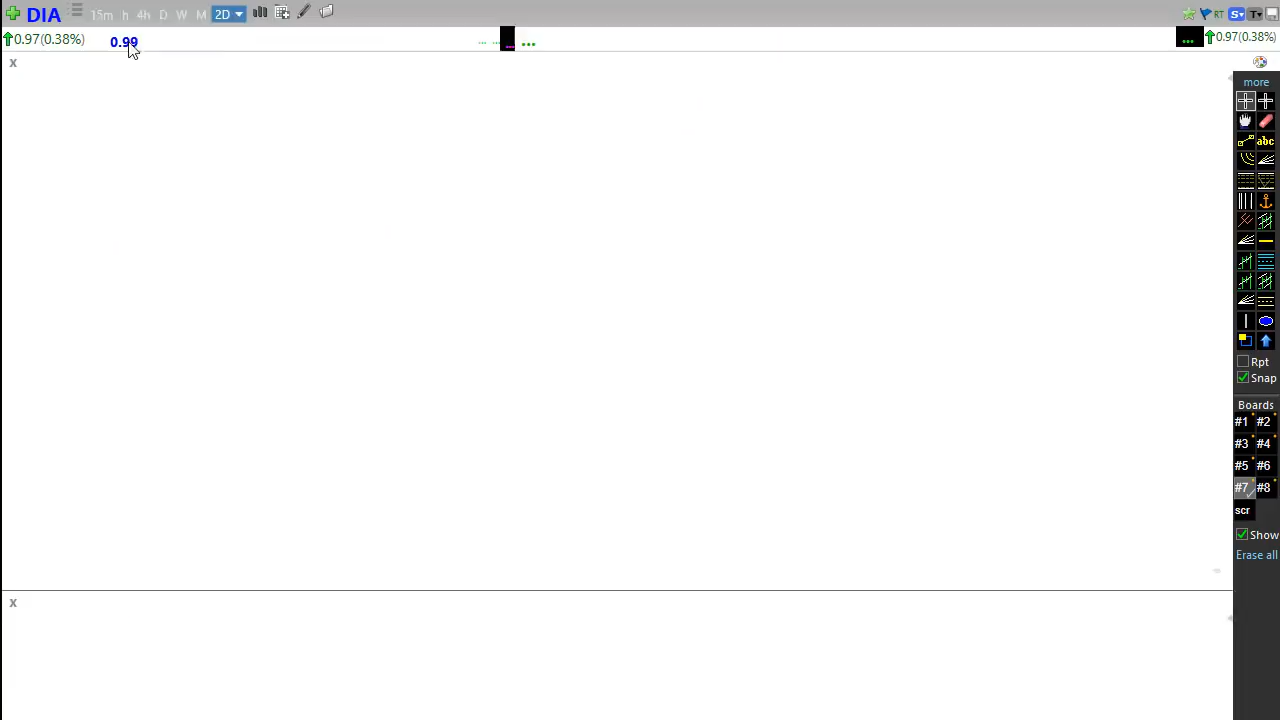 DIA 15m h 4h D W M 2D RT S T
0.97(0.38%) 0.99 0.97(0.38%)
x
more
abc
Rpt
Snap
Boards
#1 #2
#3 #4
#5 #6
#7 #8
scr
Show
Erase all
x